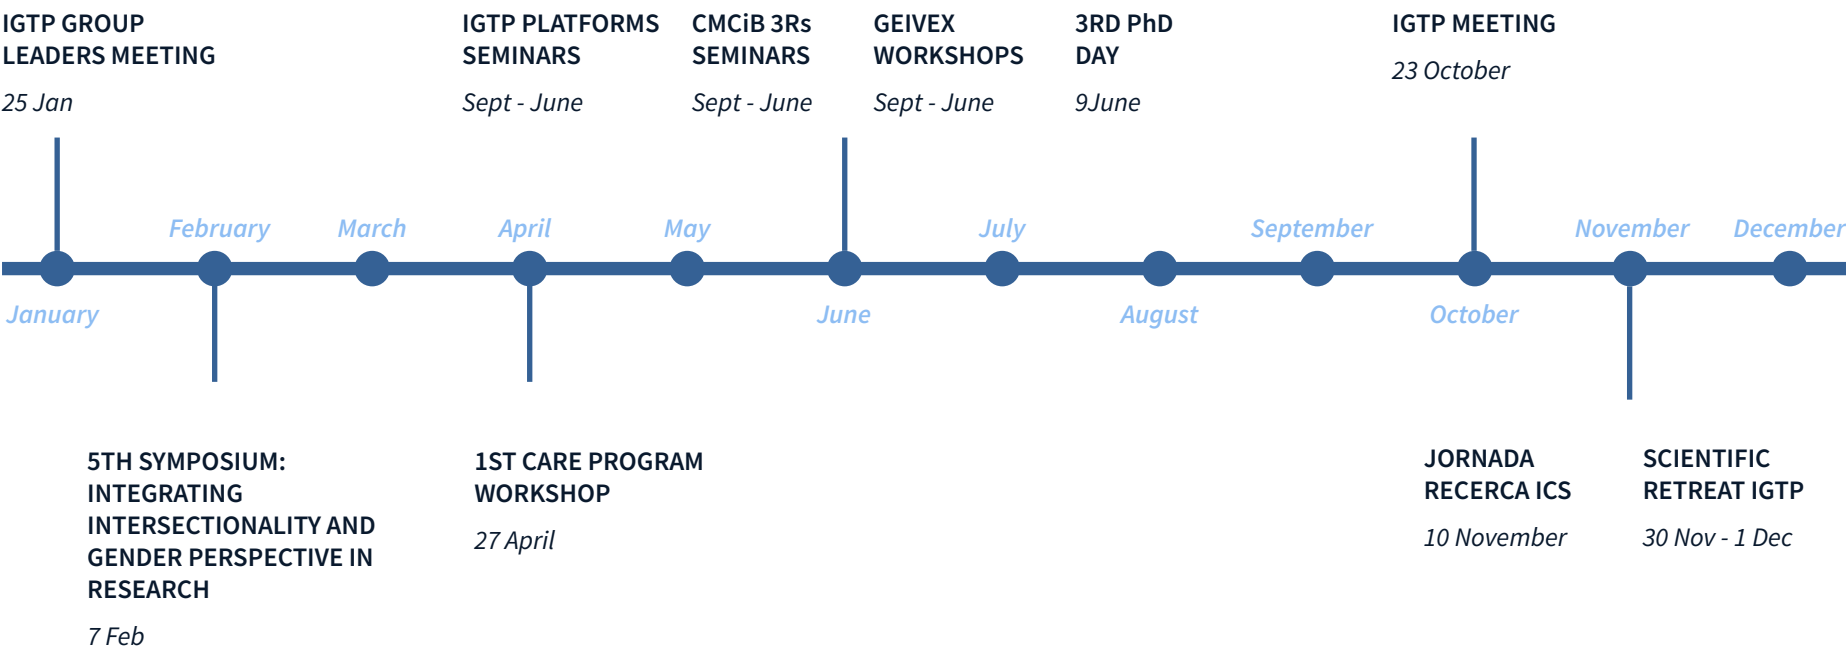 IGTP GROUP
LEADERS MEETING
25 Jan
IGTP PLATFORMS
SEMINARS
Sept - June
CMCiB 3Rs
SEMINARS
Sept - June
GEIVEX
WORKSHOPS
Sept - June
3RD PhD
DAY
9June
IGTP MEETING
23 October
January
February
March
April
May
June
July
August
September
October
November
December
5TH SYMPOSIUM:
INTEGRATING
INTERSECTIONALITY AND
GENDER PERSPECTIVE IN
RESEARCH
7 Feb
1ST CARE PROGRAM
WORKSHOP
27 April
JORNADA
RECERCA ICS
10 November
SCIENTIFIC
RETREAT IGTP
30 Nov - 1 Dec